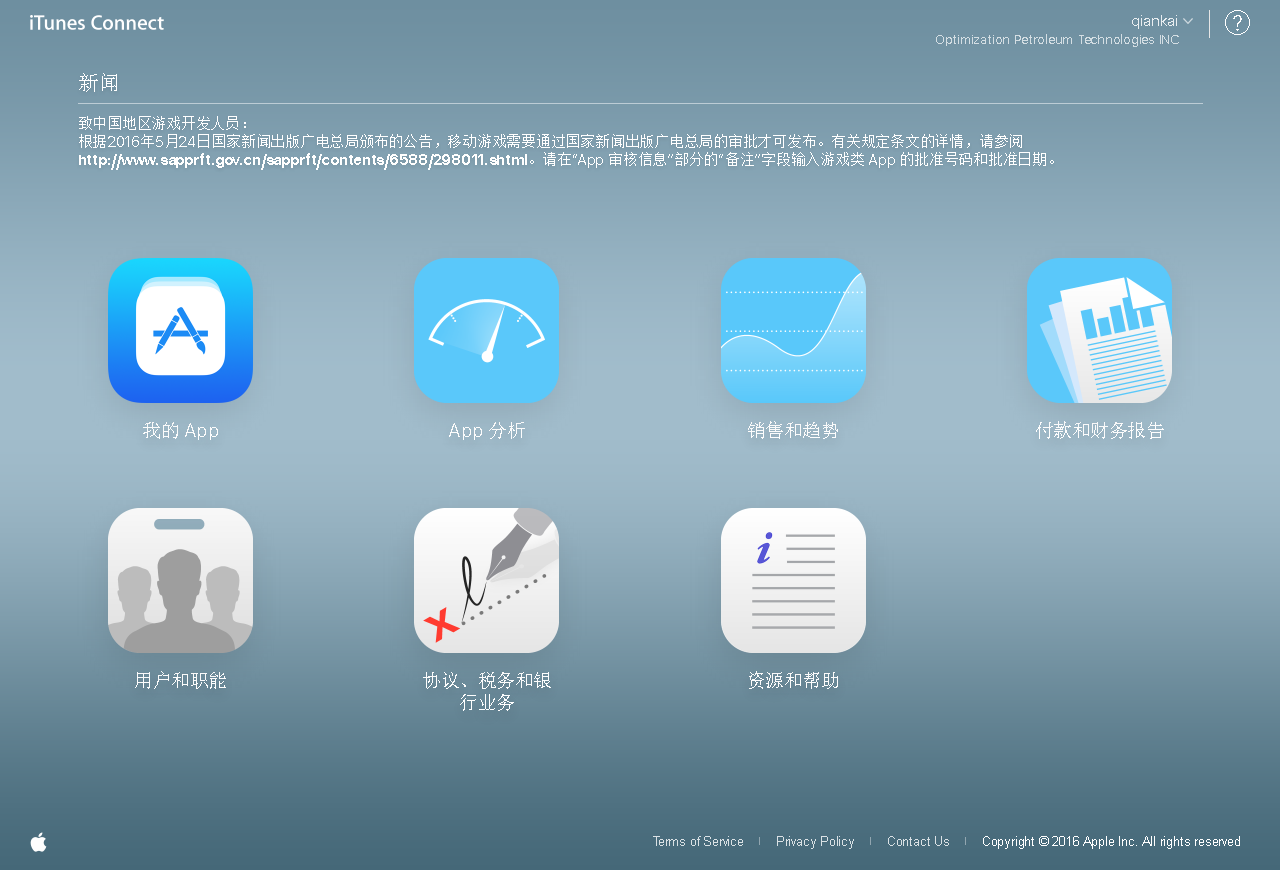 iTunes Connect
qiankai
Optimization Petroleum Technologies INC
?
新闻
致中国地区游戏开发人员：
根据2016年5月24日国家新闻出版广电总局颁布的公告，移动游戏需要通过国家新闻出版广电总局的审批才可发布。有关规定条文的详情，请参阅
http://www.sapprft.gov.cn/sapprft/contents/6588/298011.shtml。请在“App 审核信息”部分的“备注”字段输入游戏类 App 的批准号码和批准日期。
我的 App
App 分析
销售和趋势
付款和财务报告
用户和职能
协议、税务和银
行业务
资源和帮助
Terms of Service
Privacy Policy
Contact Us
Copyright © 2016 Apple Inc. All rights reserved